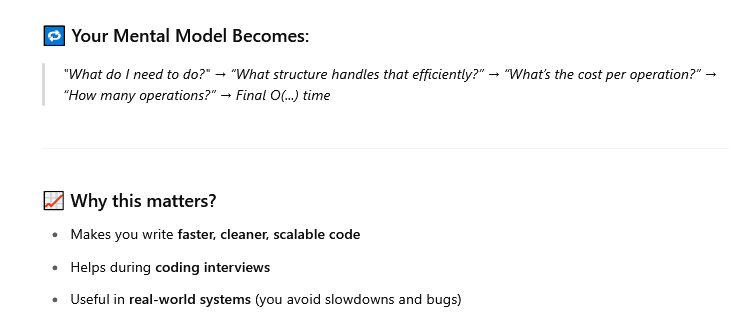 🔁 Your Mental Model Becomes:
"What do I need to do?" → “What structure handles that efficiently?” → “What’s the cost per operation?” →
“How many operations?” → Final O(...) time
📈 Why this matters?
• Makes you write faster, cleaner, scalable code
• Helps during coding interviews
• Useful in real-world systems (you avoid slowdowns and bugs)